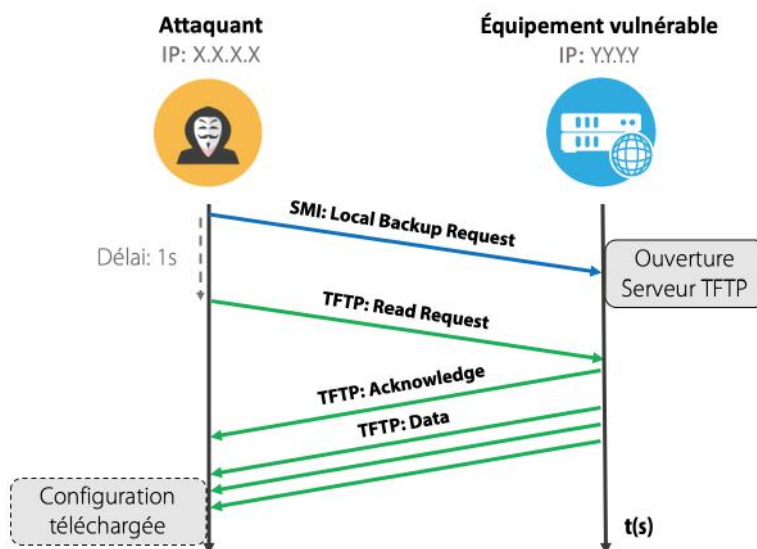 Attaquant
IP: X.X.X.X
Équipement vulnérable
IP: Y.Y.Y.Y
SMI: Local Backup Request
Délai: 1s
Ouverture
Serveur TFTP
TFTP: Read Request
TFTP: Acknowledge
TFTP: Data
Configuration
téléchargée
t(s)